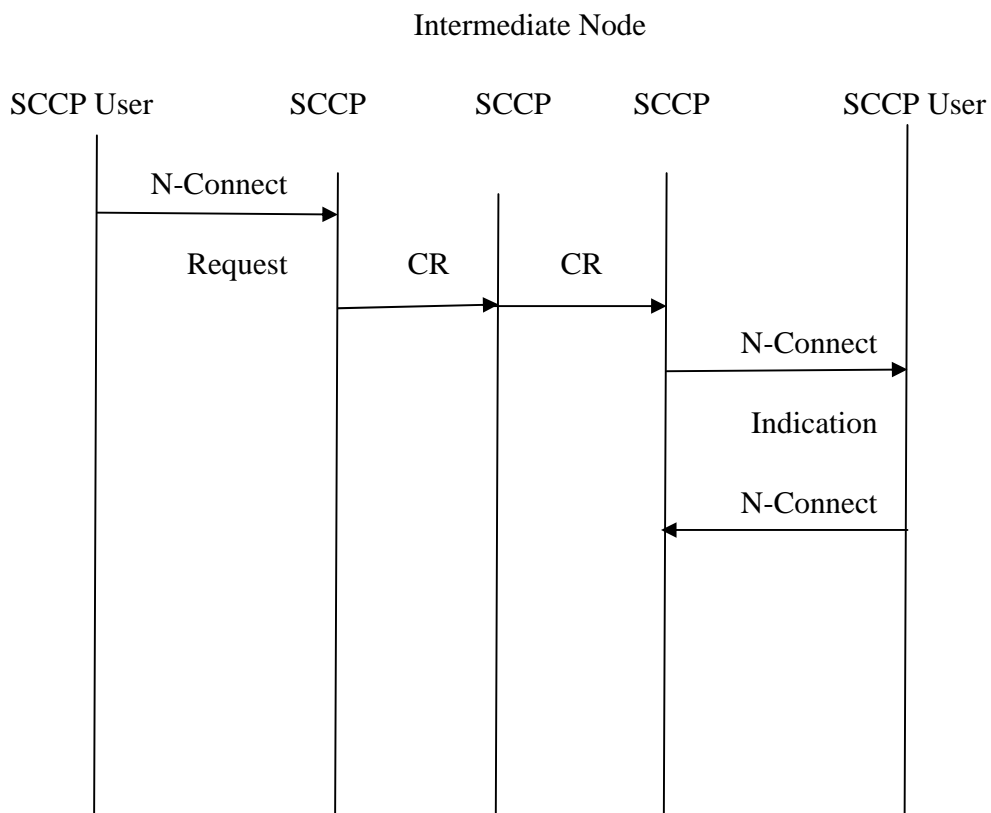 Intermediate Node
SCCP User SCCP SCCP SCCP SCCP User
N-Connect
Request CR CR
N-Connect
Indication
N-Connect